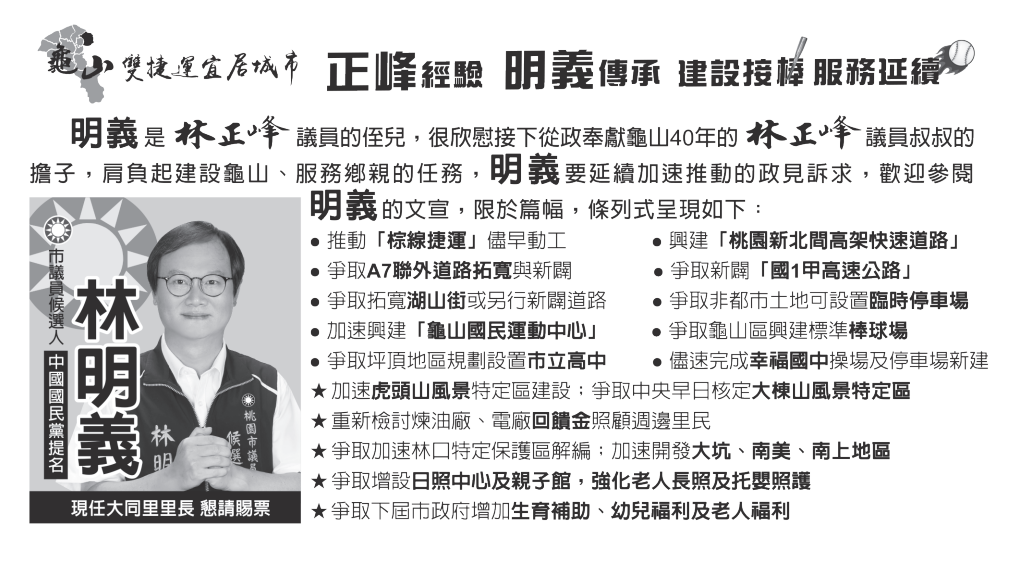 龜山雙捷運宜居城市
正峰經驗 明義傳承 建設接棒 服務延續
明義是林正峰議員的侄兒，很欣慰接下從政奉獻龜山40年的林正峰議員叔叔的
擔子，肩負起建設龜山、服務鄉親的任務，明義要延續加速推動的政見訴求，歡迎參閱
明義的文宣，限於篇幅，條列式呈現如下：
● 推動「棕線捷運」儘早動工
● 興建「桃園新北間高架快速道路」
● 爭取A7聯外道路拓寬與新闢
● 爭取新闢「國1甲高速公路」
● 爭取拓寬湖山街或另行新闢道路
● 爭取非都市土地可設置臨時停車場
● 加速興建「龜山國民運動中心」
● 爭取龜山區興建標準棒球場
● 爭取坪頂地區規劃設置市立高中
● 儘速完成幸福國中操場及停車場新建
★ 加速虎頭山風景特定區建設；爭取中央早日核定大棟山風景特定區
★ 重新檢討煉油廠、電廠回饋金照顧週邊里民
★ 爭取加速林口特定保護區解編；加速開發大坑、南美、南上地區
★ 爭取增設日照中心及親子館，強化老人長照及托嬰照護
★ 爭取下屆市政府增加生育補助、幼兒福利及老人福利
市議員候選人
林明義
中國國民黨提名
桃園市議員
候選
林明
現任大同里里長 懇請賜票